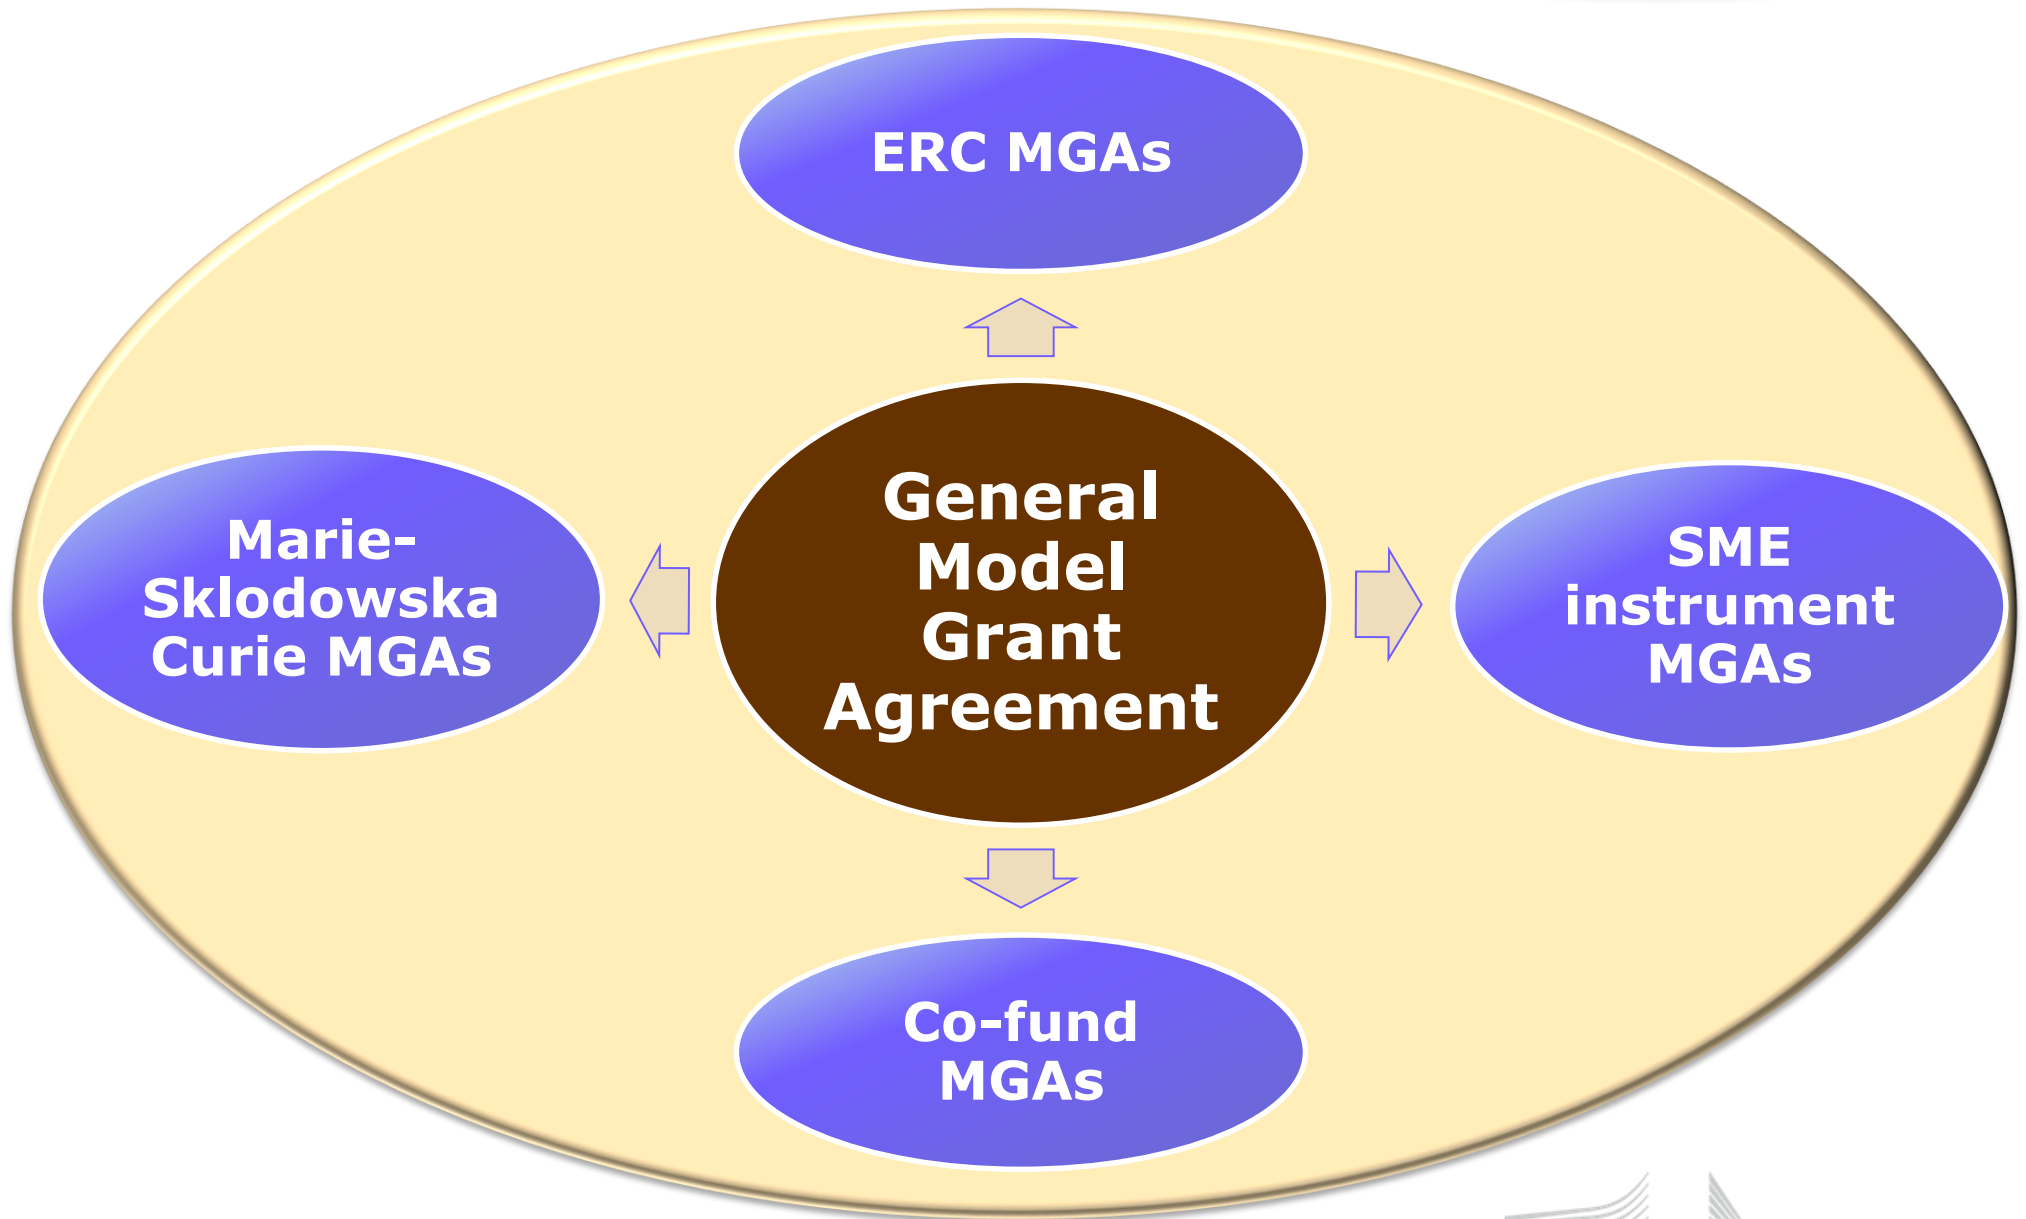 ERC MGAs
General
Model
Grant
Agreement
Marie-
Sklodowska
Curie MGAs
SME
instrument
MGAs
Co-fund
MGAs